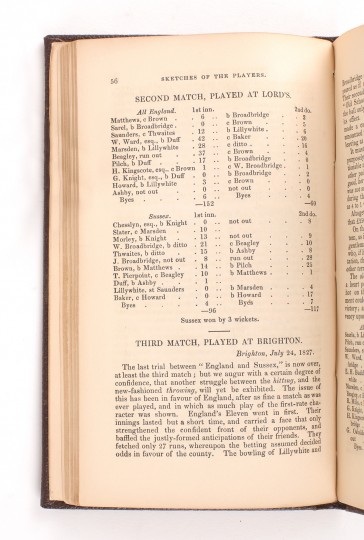 56 SKETCHES OF THE PLAYERS.
SECOND MATCH, PLAYED AT LORD'S.
All England. 1st inn. 2nd do.
Matthews, c Brown . 6 b Broadbridge . 2
Sarel, b Broadbridge . 0 c Brown . 5
Saunders, c Thwaites . 12 b Lillywhite . 4
W. Ward, esq., b Duff 42 c Baker
Marsden, b Lillywhite . 28 c ditto
Beagley, run out . 37 c Brown
Pilch, b Duff . 17 b Broadbridge
H. Kingscote, esq., c Brown 1 c W. Broadbridge
G. Knight, esq., b Duff 0 b Broadbridge
Howard, b Lillywhite . 3 c Brown . 0
Ashby, not out . 0 not out . 0
Byes . 6 Byes
—152 —60
Sussex. 1st inn. 2nd do.
Cheslyn, esq., b Knight . 0 not out . 8
Slater, c Marsden . 10
Morley, b Knight . 13 not out . 9
W. Broadbridge, b ditto . 21 c Beagley . 10
Thwaites, b ditto . 15 b Ashby . 8
J. Broadbridge, not out . 8 run out . 28
Brown, b Matthews . 14 b Pilch . 25
T. Pierpoint, c Beagley . 10 b Matthews . 1
Duff, b Ashby . 1
Lillywhite, st Saunders . 0 b Marsden . 4
Baker, c Howard . 0 b Howard . 17
Byes . 4 Byes . 7
—96 —117
Sussex won by 3 wickets.
THIRD MATCH, PLAYED AT BRIGHTON.
Brighton, July 24, 1827.
The last trial between "England and Sussex," is now over,
at least the third match; but we augur with a certain degree of
confidence, that another struggle between the hitting, and the
new-fashioned throwing, will yet be exhibited. The issue of
this has been in favour of England, after as fine a match as was
ever played, and in which as much play of the first-rate cha-
racter was shown. England's Eleven went in first. Their
innings lasted but a short time, and carried a face that only
strengthened the confident front of their opponents, and
baffled the justly-formed anticipations of their friends. They
fetched only 27 runs, whereupon the betting assumed decided
odds in favour of the county. The bowling of Lillywhite and